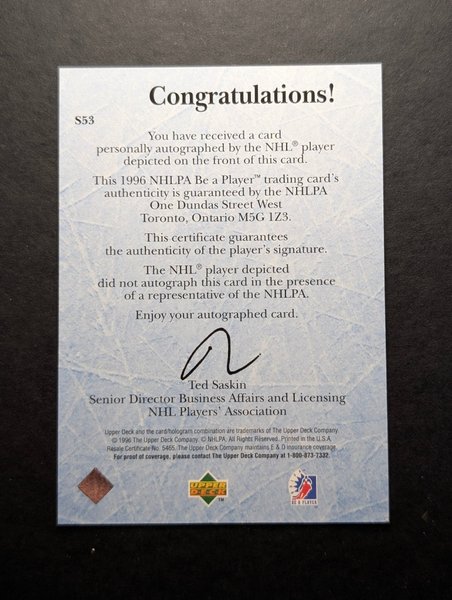 Congratulations!
S53
You have received a card
personally autographed by the NHL® player
depicted on the front of this card.
This 1996 NHLPA Be a Player™ trading card's
authenticity is guaranteed by the NHLPA
One Dundas Street West
Toronto, Ontario M5G 1Z3.
This certificate guarantees
the authenticity of the player's signature.
The NHL® player depicted
did not autograph this card in the presence
of a representative of the NHLPA.
Enjoy your autographed card.
Ted Saskin
Senior Director Business Affairs and Licensing
NHL Players' Association
Upper Deck and the card/hologram combination are trademarks of The Upper Deck Company.
© 1996 The Upper Deck Company. © NHLPA. All Rights Reserved. Printed in the U.S.A.
Resale Certificate No. 5465. The Upper Deck Company maintains E & O insurance coverage.
For proof of coverage, please contact The Upper Deck Company at 1-800-873-7332.
UPPER
DECK
TM
BE A PLAYER